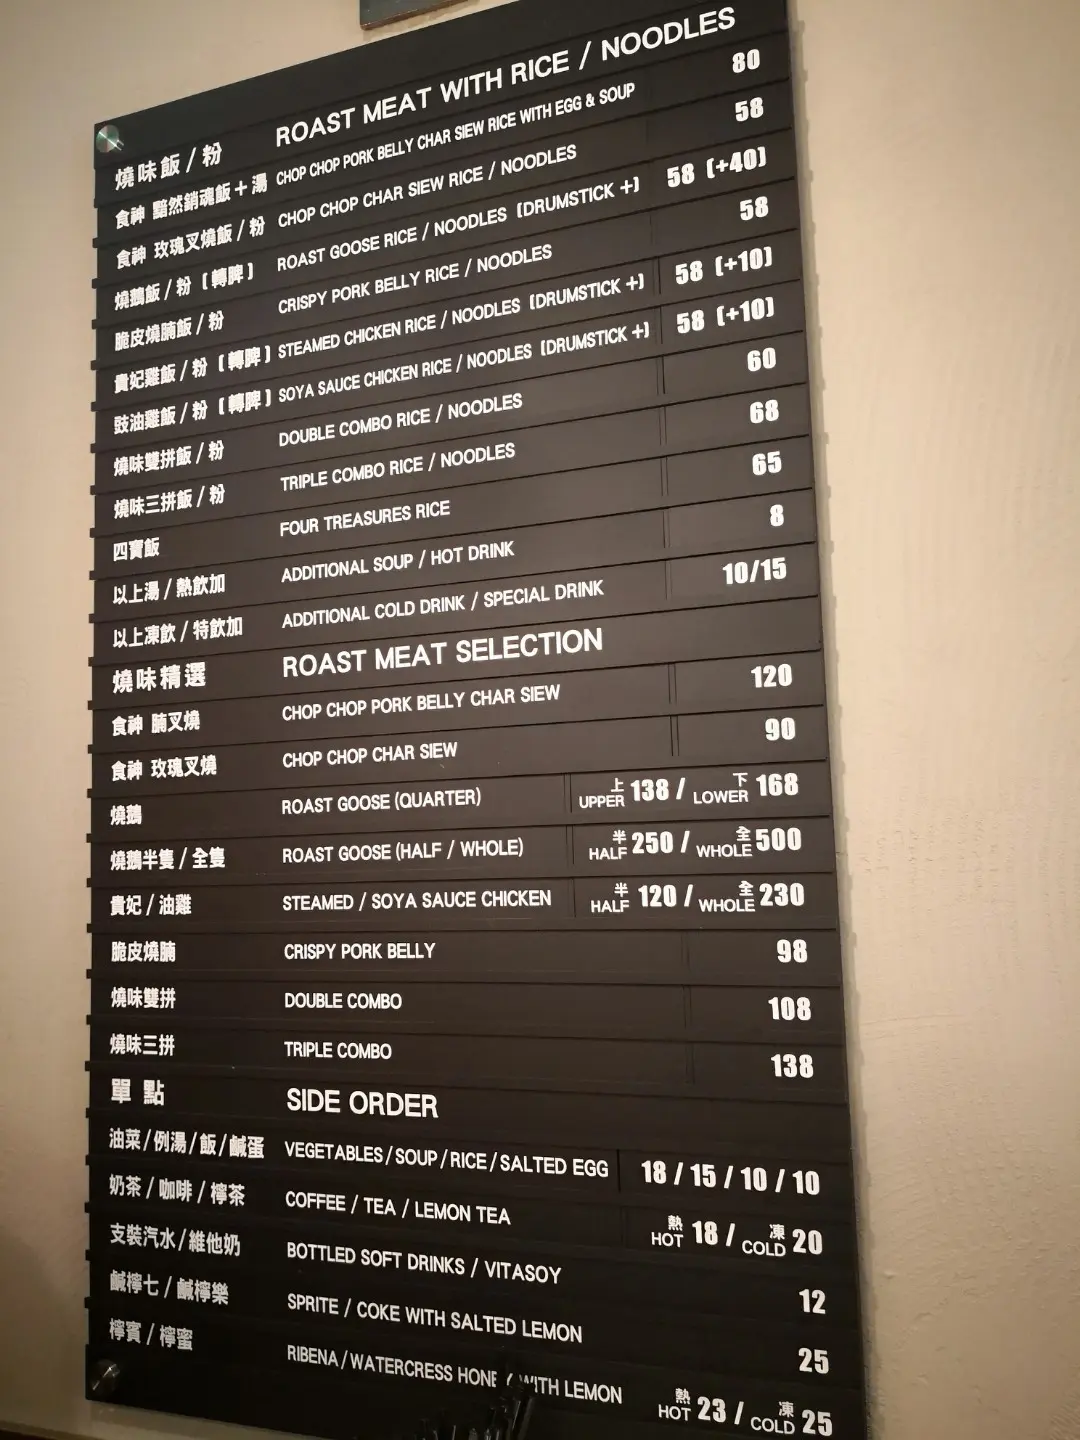 燒味飯 / 粉 ROAST MEAT WITH RICE / NOODLES
食神 黯然銷魂飯+湯 CHOP CHOP PORK BELLY CHAR SIEW RICE WITH EGG & SOUP 80
食神 玫瑰叉燒飯 / 粉 CHOP CHOP CHAR SIEW RICE / NOODLES 58
燒鵝飯 / 粉 (轉髀) ROAST GOOSE RICE / NOODLES (DRUMSTICK +) 58 (+40)
脆皮燒腩飯 / 粉 CRISPY PORK BELLY RICE / NOODLES 58
貴妃雞飯 / 粉 (轉髀) STEAMED CHICKEN RICE / NOODLES (DRUMSTICK +) 58 (+10)
豉油雞飯 / 粉 (轉髀) SOYA SAUCE CHICKEN RICE / NOODLES (DRUMSTICK +) 58 (+10)
燒味雙拼飯 / 粉 DOUBLE COMBO RICE / NOODLES 60
燒味三拼飯 / 粉 TRIPLE COMBO RICE / NOODLES 68
四寶飯 FOUR TREASURES RICE 65
以上湯 / 熱飲加 ADDITIONAL SOUP / HOT DRINK 8
以上凍飲 / 特飲加 ADDITIONAL COLD DRINK / SPECIAL DRINK 10/15
燒味精選 ROAST MEAT SELECTION
食神 腩叉燒 CHOP CHOP PORK BELLY CHAR SIEW 120
食神 玫瑰叉燒 CHOP CHOP CHAR SIEW 90
燒鵝 ROAST GOOSE (QUARTER) 上 UPPER 138 / 下 LOWER 168
燒鵝半隻 / 全隻 ROAST GOOSE (HALF / WHOLE) 半 HALF 250 / 全 WHOLE 500
貴妃 / 油雞 STEAMED / SOYA SAUCE CHICKEN 半 HALF 120 / 全 WHOLE 230
脆皮燒腩 CRISPY PORK BELLY 98
燒味雙拼 DOUBLE COMBO 108
燒味三拼 TRIPLE COMBO 138
單 點 SIDE ORDER
油菜/例湯/飯/鹹蛋 VEGETABLES/SOUP/RICE/SALTED EGG 18 / 15 / 10 / 10
奶茶 / 咖啡 / 檸茶 COFFEE / TEA / LEMON TEA 熱 HOT 18 / 凍 COLD 20
支裝汽水/維他奶 BOTTLED SOFT DRINKS / VITASOY 12
鹹檸七 / 鹹檸樂 SPRITE / COKE WITH SALTED LEMON 25
檸賓 / 檸蜜 RIBENA/WATERCRESS HONE WITH LEMON 熱 HOT 23 / 凍 COLD 25